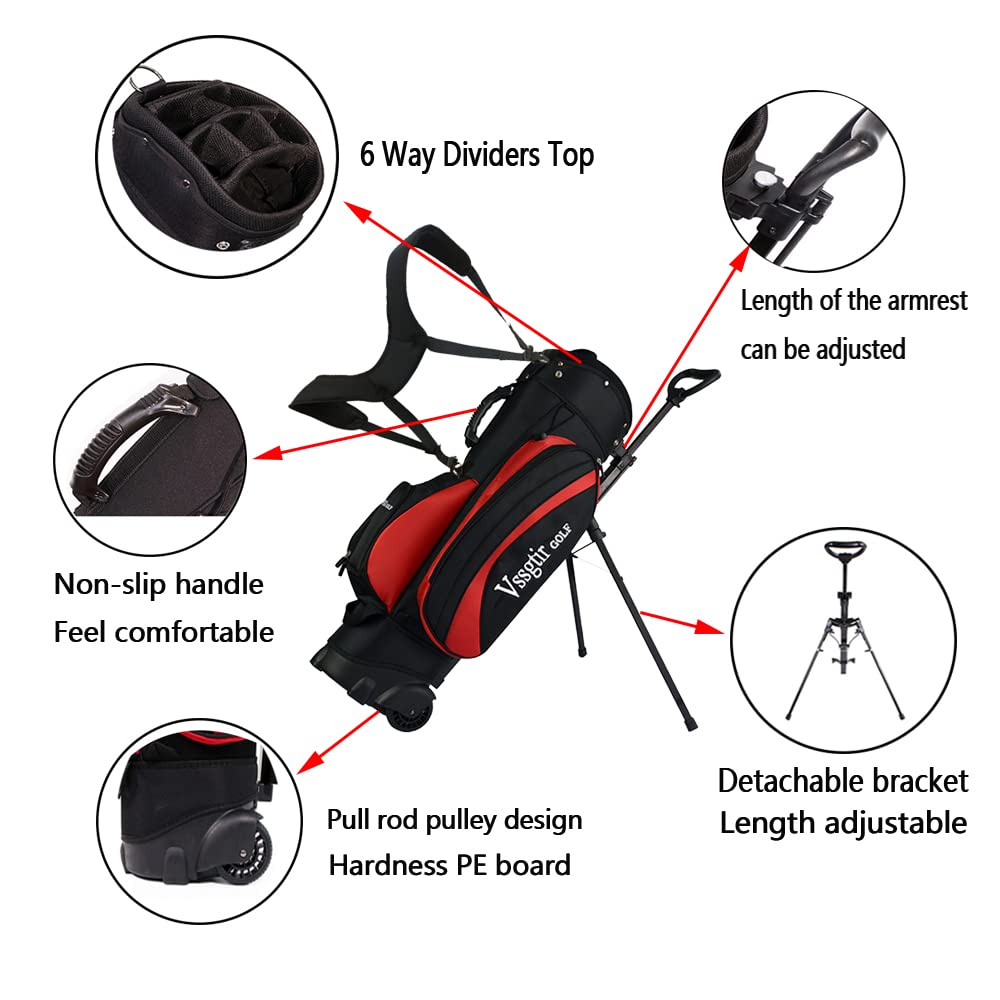 6 Way Dividers Top
Length of the armrest
can be adjusted
Non-slip handle
Feel comfortable
Vssgtir GOLF
Detachable bracket
Length adjustable
Pull rod pulley design
Hardness PE board